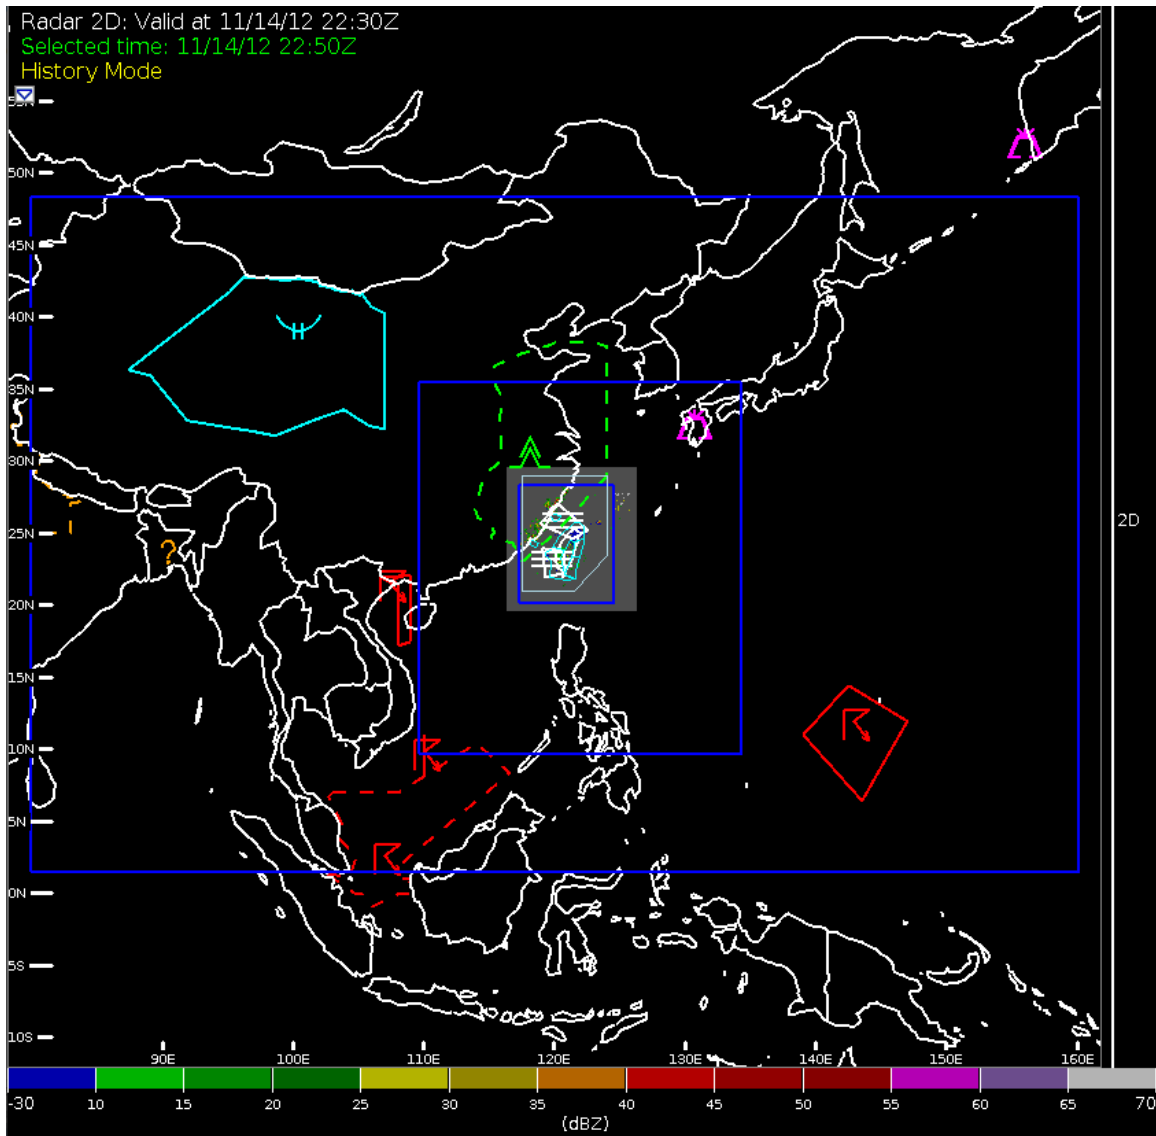 Radar 2D: Valid at 11/14/12 22:30Z
Selected time: 11/14/12 22:50Z
History Mode
50N
45N
40N
35N
30N
25N
?
20N
15N
2D
10N
5N
0N
5S
10S
90E 100E 110E 120E 130E 140E 150E 160E
-30 10 15 20 25 30 35 40 45 50 55 60 65 70
(dBZ)